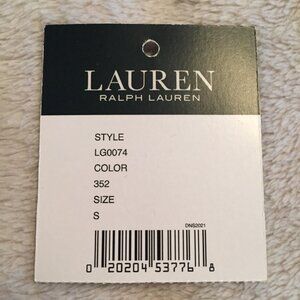 LAUREN
RALPH LAUREN
STYLE
LG0074
COLOR
352
SIZE
S
DNS2021
0 20204 53776 8